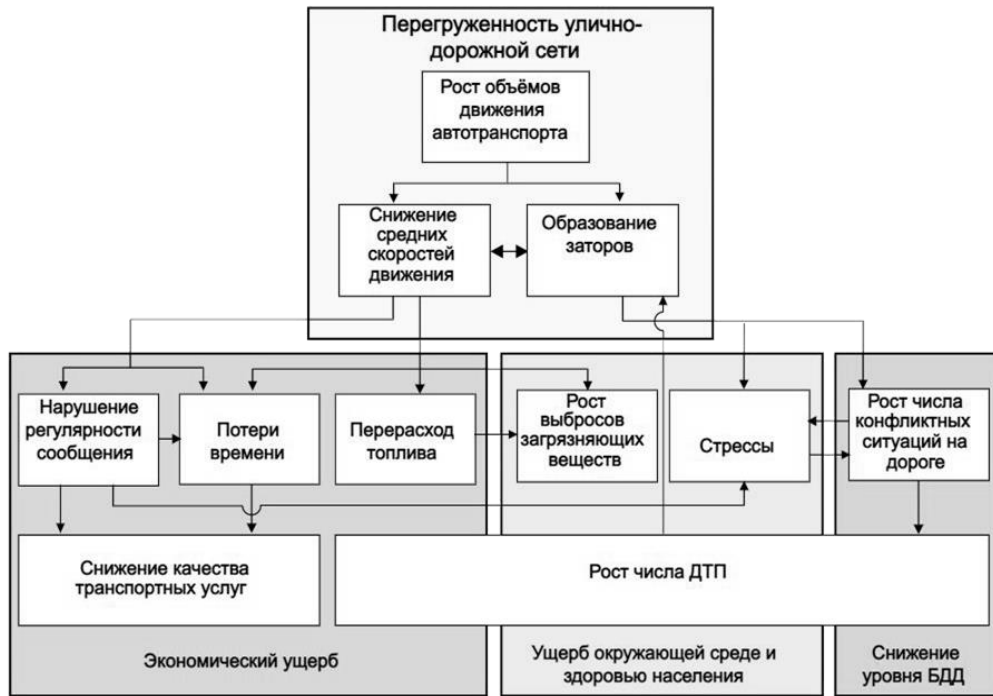 Перегруженность улично-
дорожной сети
Рост объёмов
движения
автотранспорта
Снижение
средних
скоростей
движения
Образование
заторов
Нарушение
регулярности
сообщения
Потери
времени
Перерасход
топлива
Рост
выбросов
загрязняющих
веществ
Стрессы
Рост числа
конфликтных
ситуаций на
дороге
Снижение качества
транспортных услуг
Рост числа ДТП
Экономический ущерб
Ущерб окружающей среде и
здоровью населения
Снижение
уровня БДД